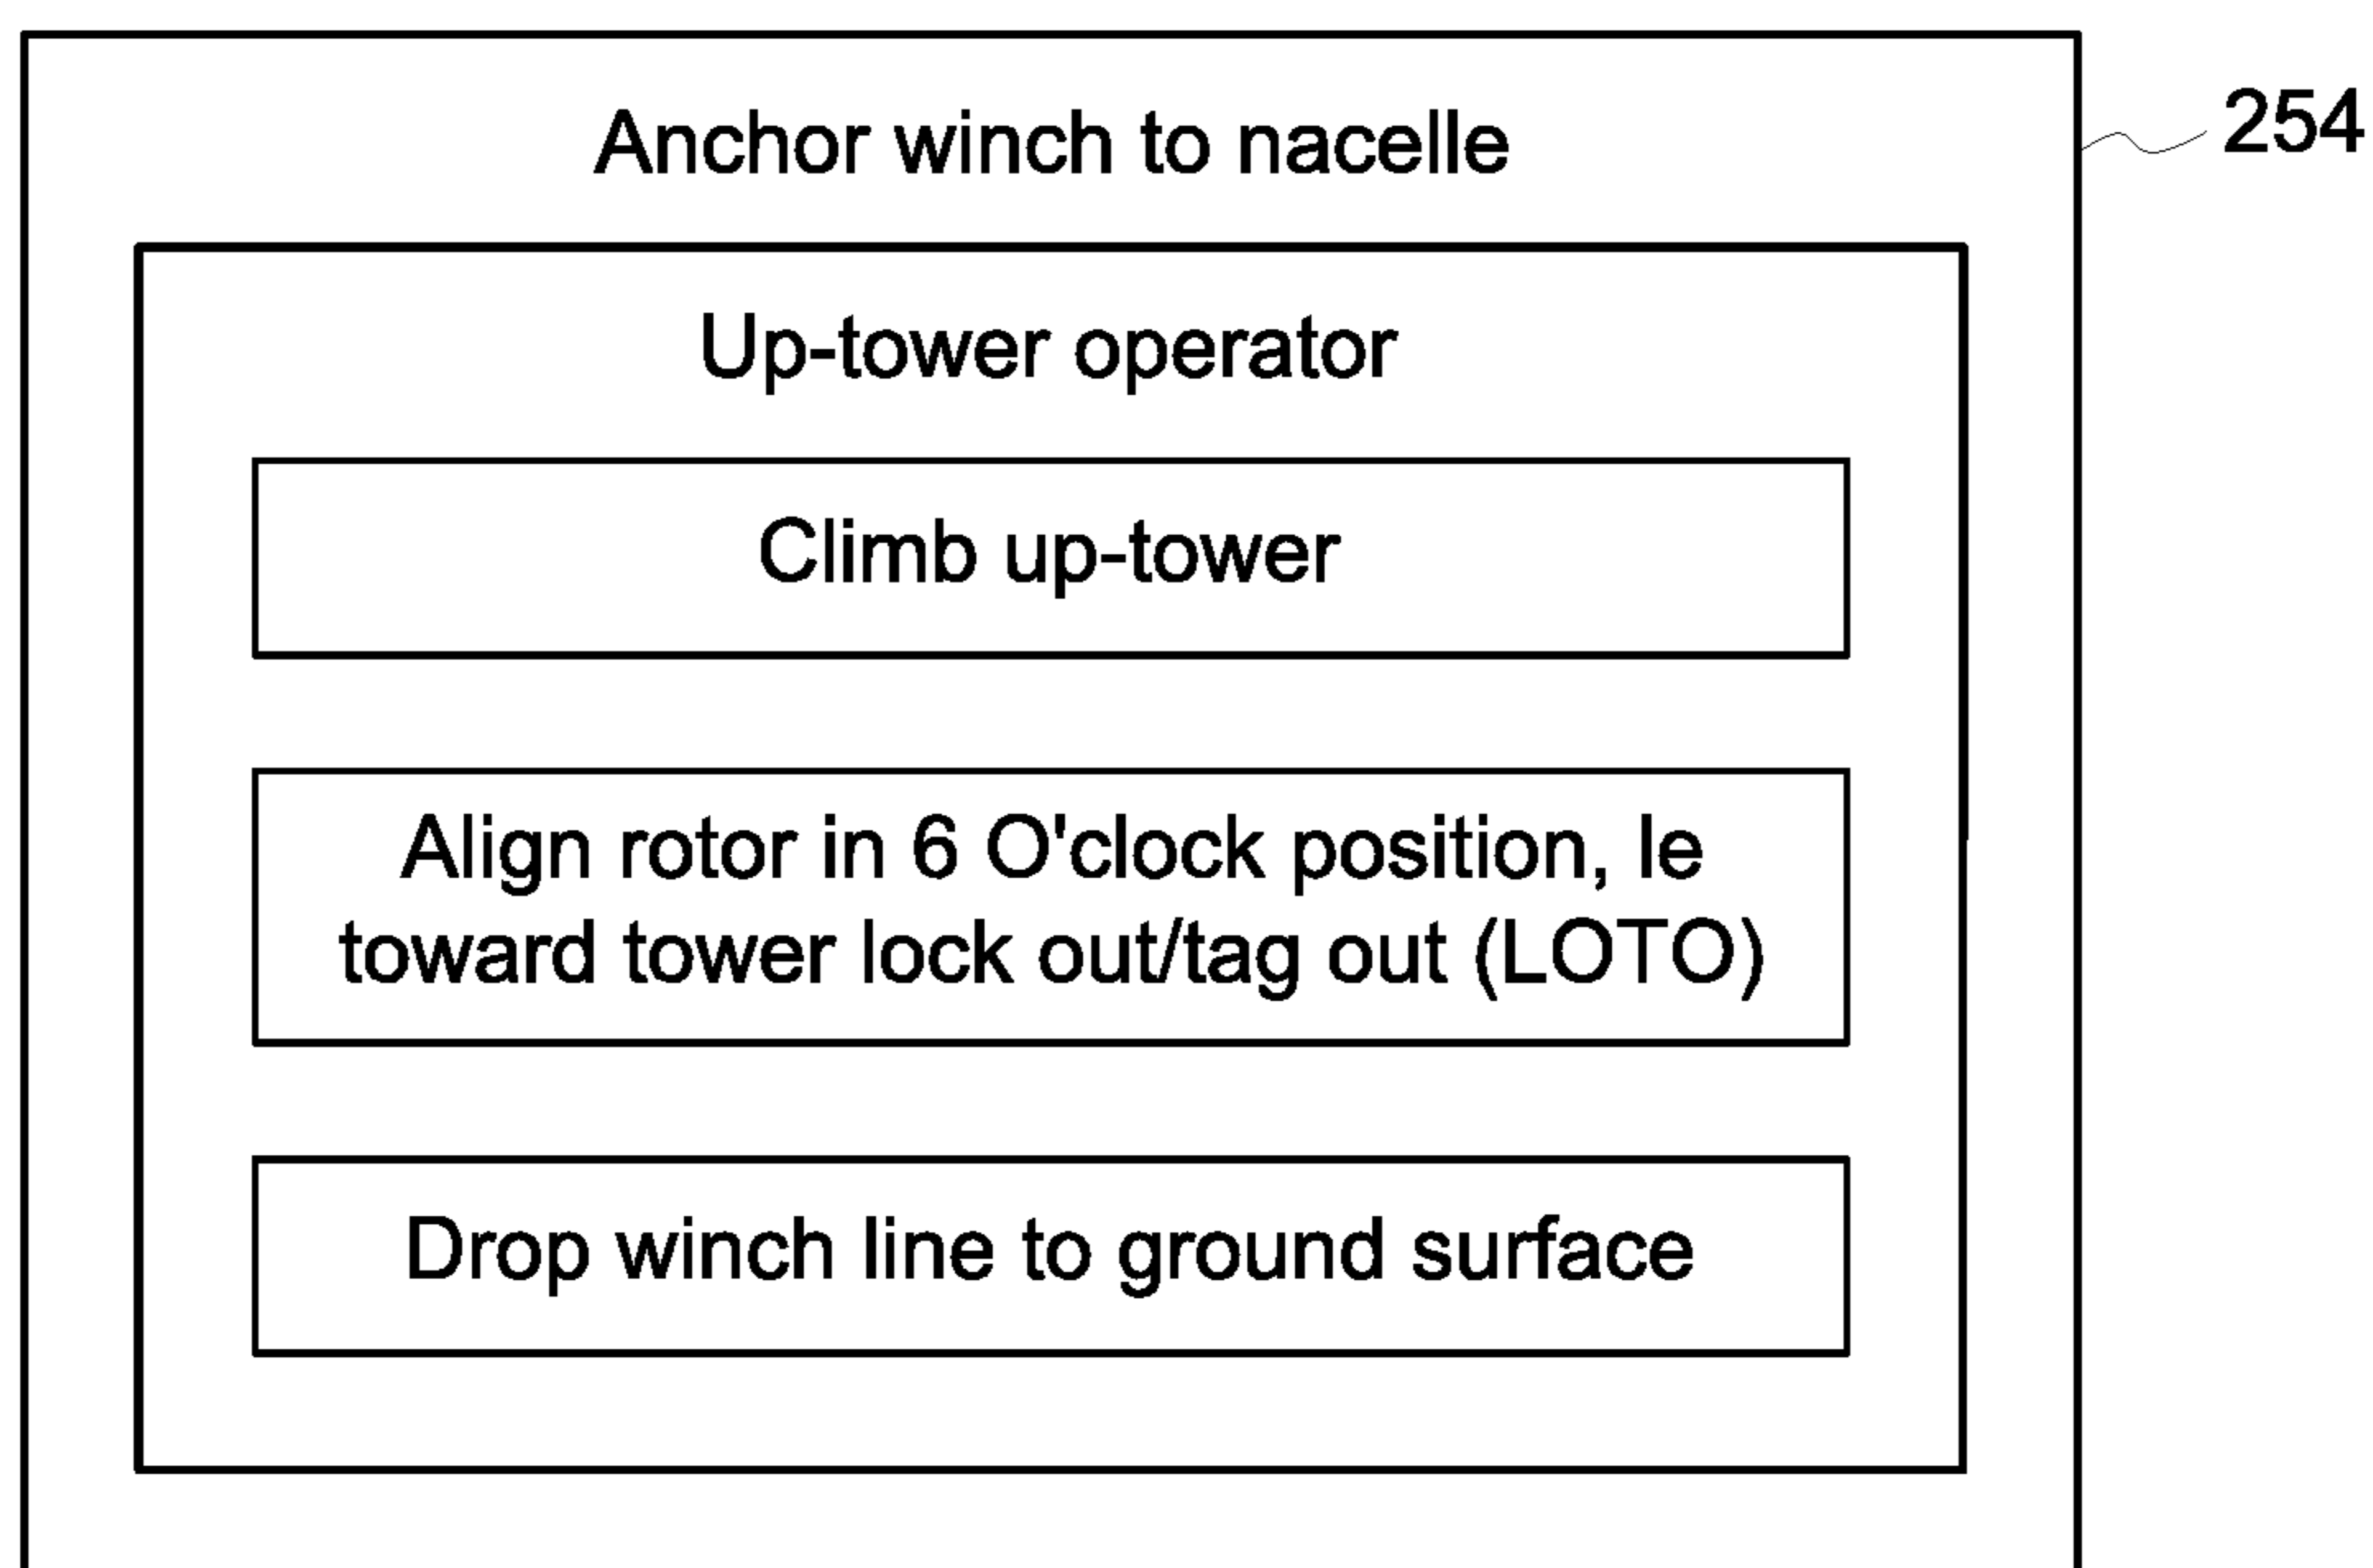 Anchor winch to nacelle
254
Up-tower operator
Climb up-tower
Align rotor in 6 O'clock position, Ie
toward tower lock out/tag out (LOTO)
Drop winch line to ground surface